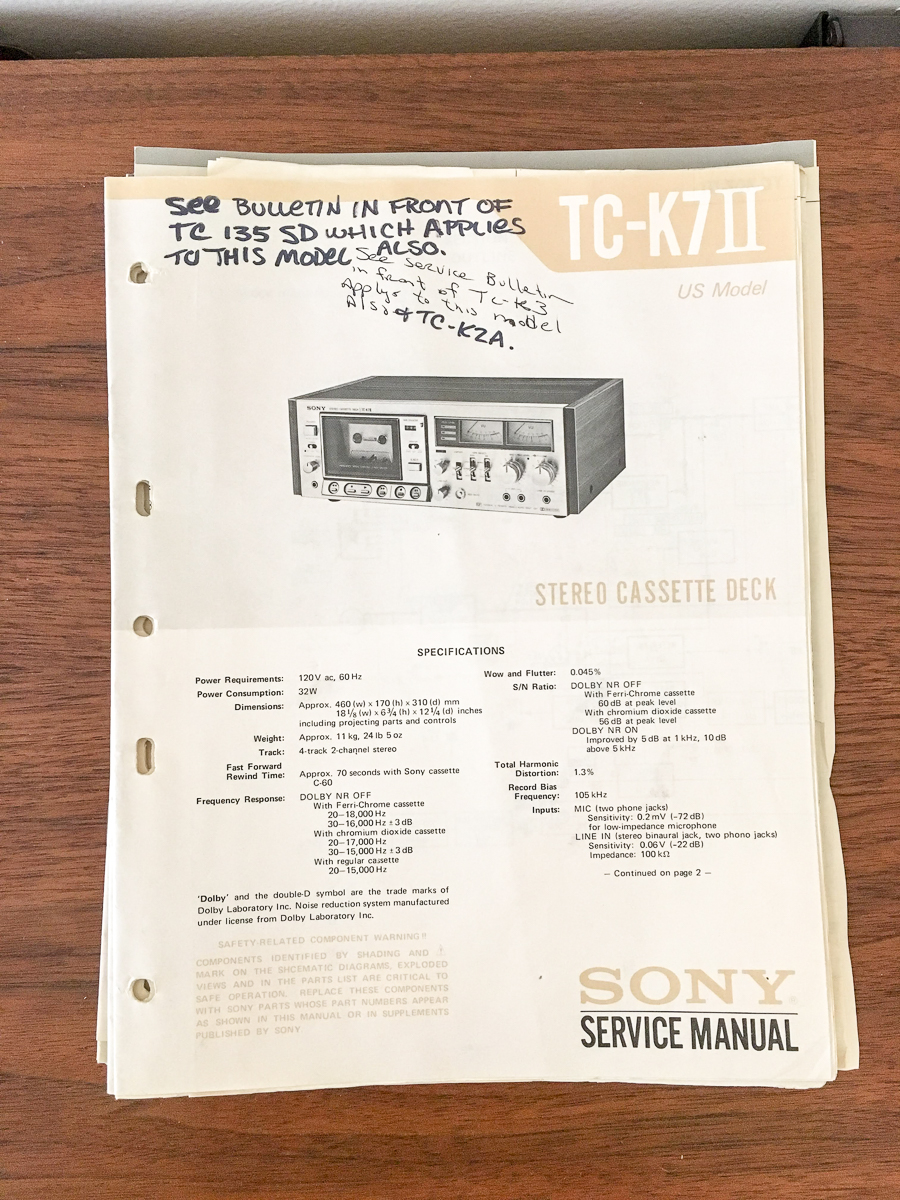 See BULLETIN IN FRONT OF
TC 135 SD WHICH APPLIES
TO THIS MODEL ALSO.
See Service Bulletin
in front of TC-K3
Applys to this model
Also & TC-K2A.
TC-K7II
US Model
SONY
STEREO CASSETTE DECK
SPECIFICATIONS
Power Requirements: 120V ac, 60Hz
Power Consumption: 32W
Dimensions: Approx. 460 (w) × 170 (h) × 310 (d) mm
18 1/8 (w) × 6 3/4 (h) × 12 1/4 (d) inches
including projecting parts and controls
Weight: Approx. 11 kg, 24 lb 5 oz
Track: 4-track 2-channel stereo
Fast Forward
Rewind Time: Approx. 70 seconds with Sony cassette
C-60
Frequency Response: DOLBY NR OFF
With Ferri-Chrome cassette
20–18,000 Hz
30–16,000 Hz ±3 dB
With chromium dioxide cassette
20–17,000 Hz
30–15,000 Hz ±3 dB
With regular cassette
20–15,000 Hz
'Dolby' and the double-D symbol are the trade marks of
Dolby Laboratory Inc. Noise reduction system manufactured
under license from Dolby Laboratory Inc.
SAFETY-RELATED COMPONENT WARNING!!
COMPONENTS IDENTIFIED BY SHADING AND
MARK ON THE SHCEMATIC DIAGRAMS, EXPLODED
VIEWS AND IN THE PARTS LIST ARE CRITICAL TO
SAFE OPERATION. REPLACE THESE COMPONENTS
WITH SONY PARTS WHOSE PART NUMBERS APPEAR
AS SHOWN IN THIS MANUAL OR IN SUPPLEMENTS
PUBLISHED BY SONY
Wow and Flutter: 0.045%
S/N Ratio: DOLBY NR OFF
With Ferri-Chrome cassette
60 dB at peak level
With chromium dioxide cassette
56 dB at peak level
DOLBY NR ON
Improved by 5 dB at 1 kHz, 10 dB
above 5 kHz
Total Harmonic
Distortion: 1.3%
Record Bias
Frequency: 105 kHz
Inputs: MIC (two phone jacks)
Sensitivity: 0.2 mV (–72 dB)
for low-impedance microphone
LINE IN (stereo binaural jack, two phono jacks)
Sensitivity: 0.06 V (–22 dB)
Impedance: 100 kΩ
– Continued on page 2 –
SONY®
SERVICE MANUAL